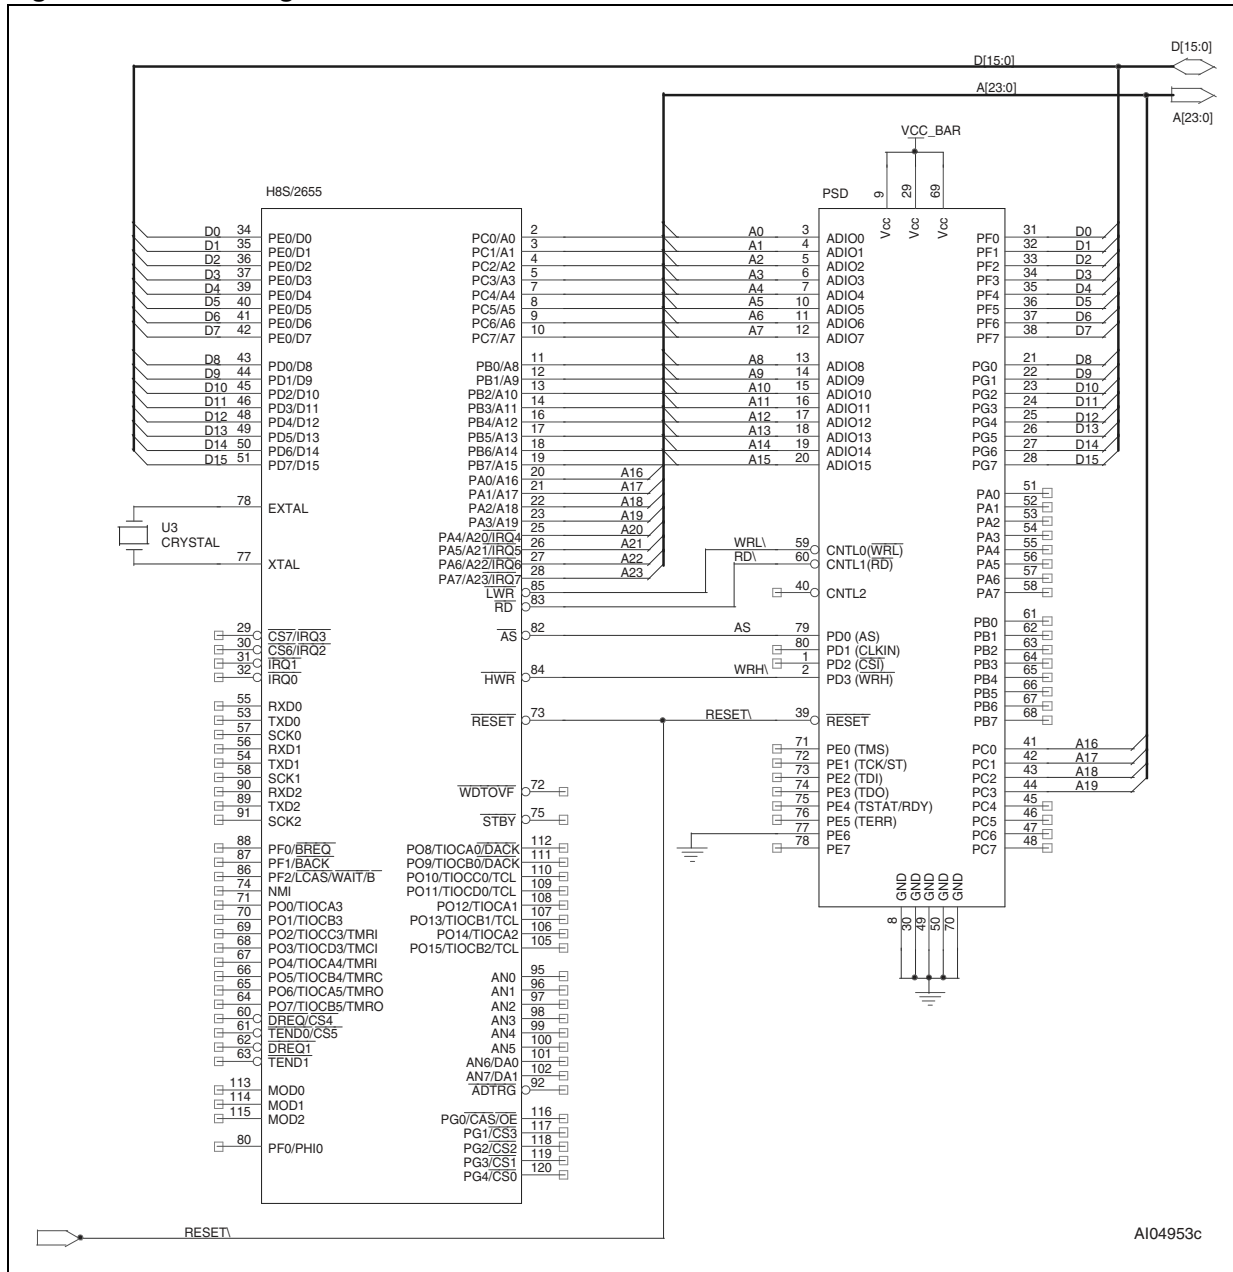 D[15:0]
D[15:0]
A[23:0]
A[23:0]
VCC_BAR
H8S/2655
PSD
9
29
69
Vcc
Vcc
Vcc
D0 34 PE0/D0
D1 35 PE0/D1
D2 36 PE0/D2
D3 37 PE0/D3
D4 39 PE0/D4
D5 40 PE0/D5
D6 41 PE0/D6
D7 42 PE0/D7
D8 43 PD0/D8
D9 44 PD1/D9
D10 45 PD2/D10
D11 46 PD3/D11
D12 48 PD4/D12
D13 49 PD5/D13
D14 50 PD6/D14
D15 51 PD7/D15
78 EXTAL
U3
CRYSTAL
77 XTAL
29 CS7/IRQ3
30 CS6/IRQ2
31 IRQ1
32 IRQ0
55 RXD0
53 TXD0
57 SCK0
56 RXD1
54 TXD1
58 SCK1
90 RXD2
89 TXD2
91 SCK2
88 PF0/BREQ
87 PF1/BACK
86 PF2/LCAS/WAIT/B
74 NMI
71 PO0/TIOCA3
70 PO1/TIOCB3
69 PO2/TIOCC3/TMRI
68 PO3/TIOCD3/TMCI
67 PO4/TIOCA4/TMRI
66 PO5/TIOCB4/TMRC
65 PO6/TIOCA5/TMRO
64 PO7/TIOCB5/TMRO
60 DREQ/CS4
61 TEND0/CS5
62 DREQ1
63 TEND1
113 MOD0
114 MOD1
115 MOD2
80 PF0/PHI0
PC0/A0 2
PC1/A1 3
PC2/A2 4
PC3/A3 5
PC4/A4 7
PC5/A5 8
PC6/A6 9
PC7/A7 10
PB0/A8 11
PB1/A9 12
PB2/A10 13
PB3/A11 14
PB4/A12 16
PB5/A13 17
PB6/A14 18
PB7/A15 19
PA0/A16 20 A16
PA1/A17 21 A17
PA2/A18 22 A18
PA3/A19 23 A19
PA4/A20/IRQ4 25 A20
PA5/A21/IRQ5 26 A21
PA6/A22/IRQ6 27 A22
PA7/A23/IRQ7 28 A23
LWR 85
RD 83
AS 82
HWR 84
RESET 73
WDTOVF 72
STBY 75
PO8/TIOCA0/DACK 112
PO9/TIOCB0/DACK 111
PO10/TIOCC0/TCL 110
PO11/TIOCD0/TCL 109
PO12/TIOCA1 108
PO13/TIOCB1/TCL 107
PO14/TIOCA2 106
PO15/TIOCB2/TCL 105
AN0 95
AN1 96
AN2 97
AN3 98
AN4 99
AN5 100
AN6/DA0 101
AN7/DA1 102
ADTRG 92
PG0/CAS/OE 116
PG1/CS3 117
PG2/CS2 118
PG3/CS1 119
PG4/CS0 120
A0 3 ADIO0
A1 4 ADIO1
A2 5 ADIO2
A3 6 ADIO3
A4 7 ADIO4
A5 10 ADIO5
A6 11 ADIO6
A7 12 ADIO7
A8 13 ADIO8
A9 14 ADIO9
A10 15 ADIO10
A11 16 ADIO11
A12 17 ADIO12
A13 18 ADIO13
A14 19 ADIO14
A15 20 ADIO15
WRL\ 59 CNTL0(WRL)
RD\ 60 CNTL1(RD)
40 CNTL2
AS 79 PD0 (AS)
80 PD1 (CLKIN)
1 PD2 (CSI)
WRH\ 2 PD3 (WRH)
RESET\ 39 RESET
71 PE0 (TMS)
72 PE1 (TCK/ST)
73 PE2 (TDI)
74 PE3 (TDO)
75 PE4 (TSTAT/RDY)
76 PE5 (TERR)
77 PE6
78 PE7
PF0 31 D0
PF1 32 D1
PF2 33 D2
PF3 34 D3
PF4 35 D4
PF5 36 D5
PF6 37 D6
PF7 38 D7
PG0 21 D8
PG1 22 D9
PG2 23 D10
PG3 24 D11
PG4 25 D12
PG5 26 D13
PG6 27 D14
PG7 28 D15
PA0 51
PA1 52
PA2 53
PA3 54
PA4 55
PA5 56
PA6 57
PA7 58
PB0 61
PB1 62
PB2 63
PB3 64
PB4 65
PB5 66
PB6 67
PB7 68
PC0 41 A16
PC1 42 A17
PC2 43 A18
PC3 44 A19
PC4 45
PC5 46
PC6 47
PC7 48
GND
GND
GND
GND
GND
8
30
49
50
70
RESET\
AI04953c